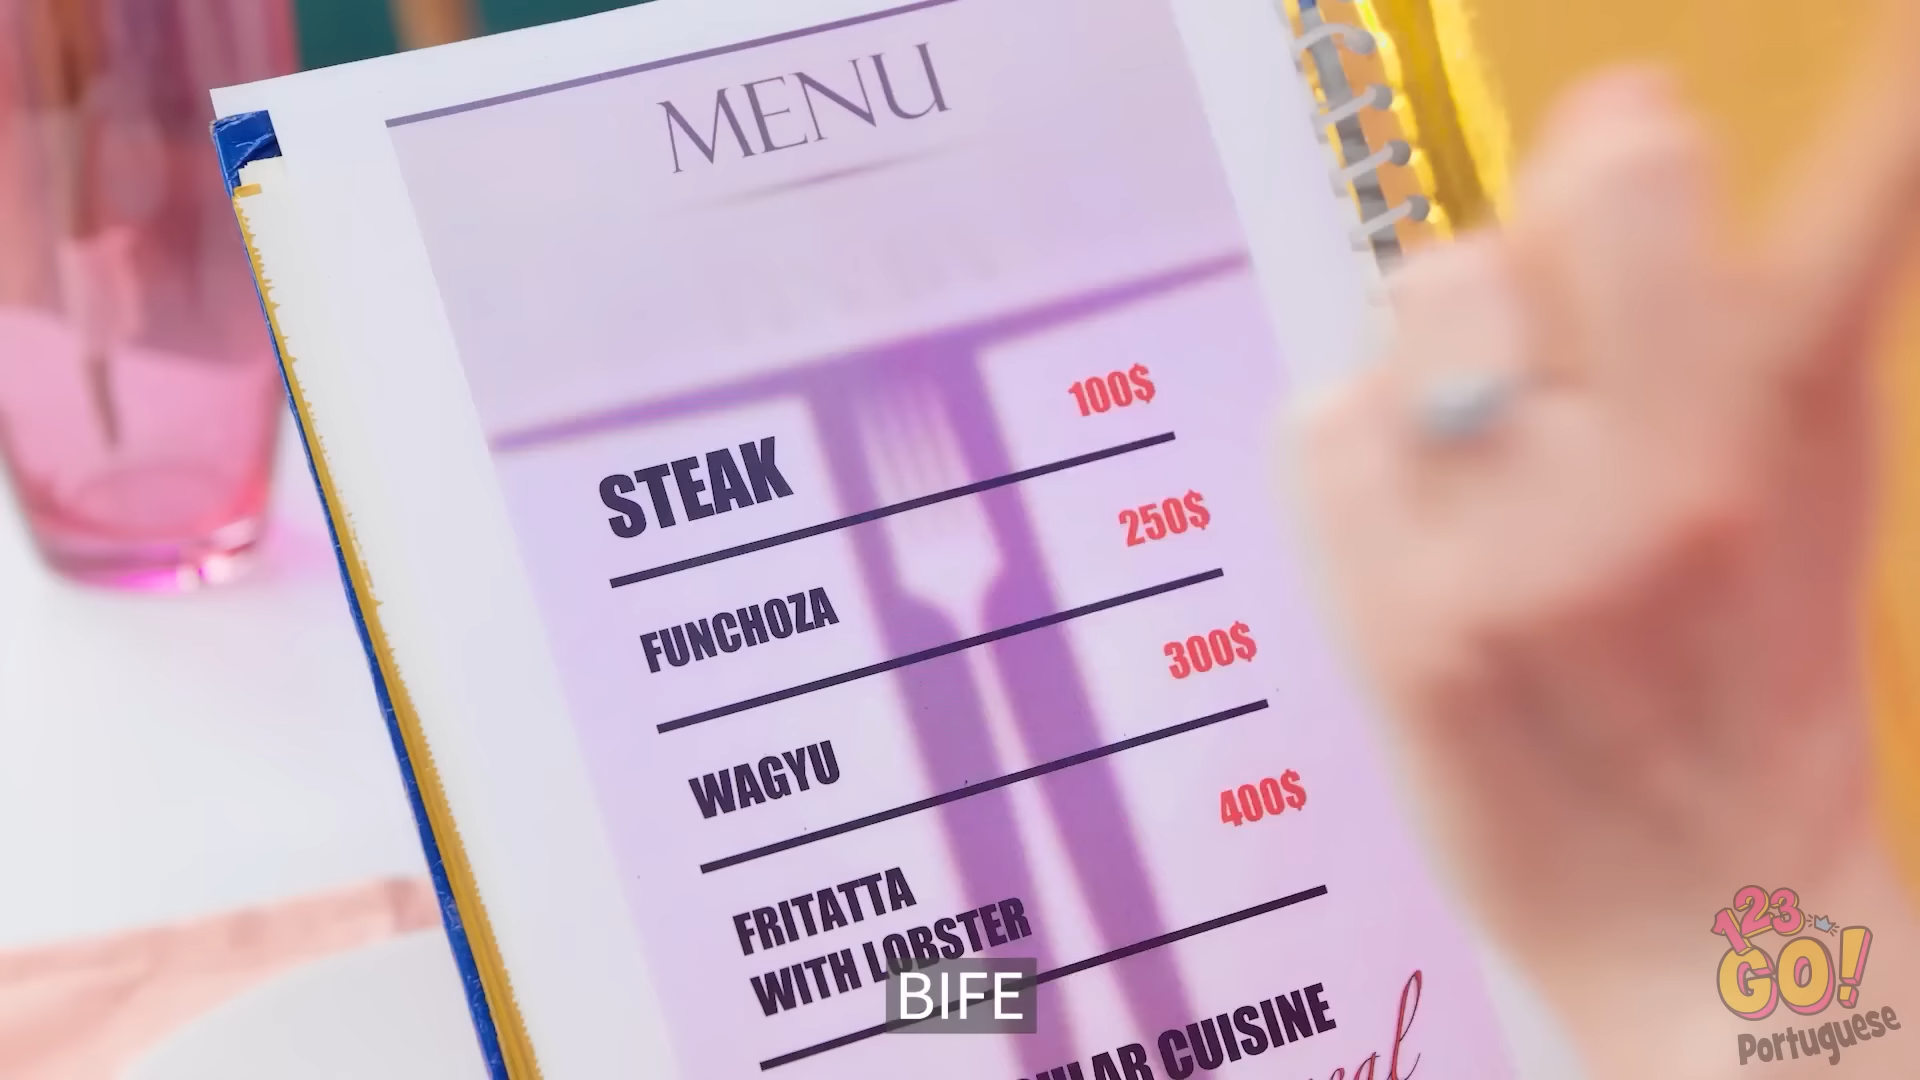 MENU
100$
STEAK
250$
FUNCHOZA
300$
WAGYU
400$
FRITATTA
WITH LOBSTER
BIFE
CUISINE
123
GO!
Portuguese